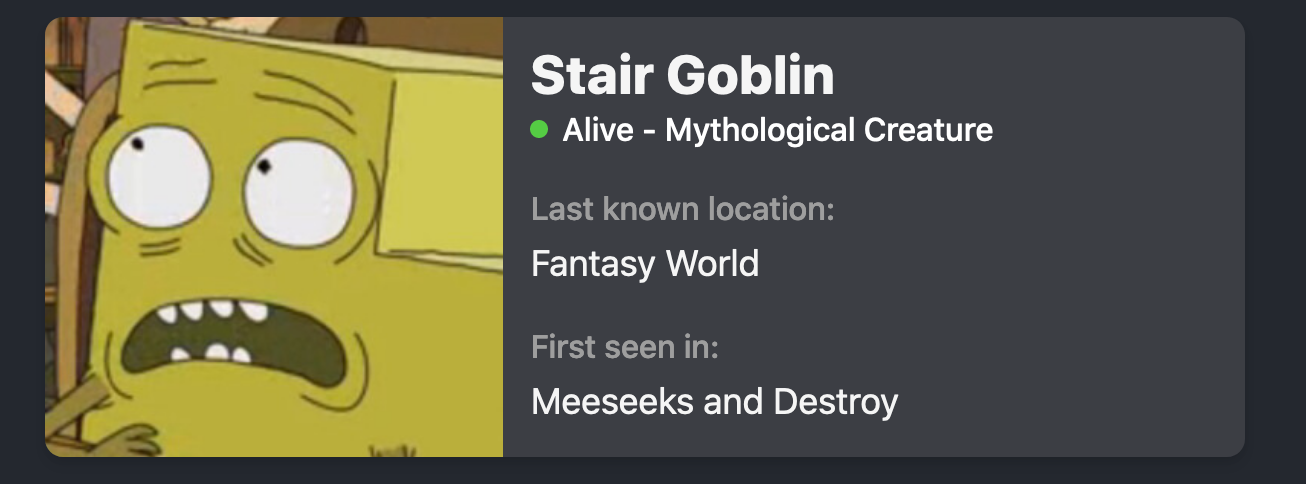 Stair Goblin
Alive - Mythological Creature
Last known location:
Fantasy World
First seen in:
Meeseeks and Destroy